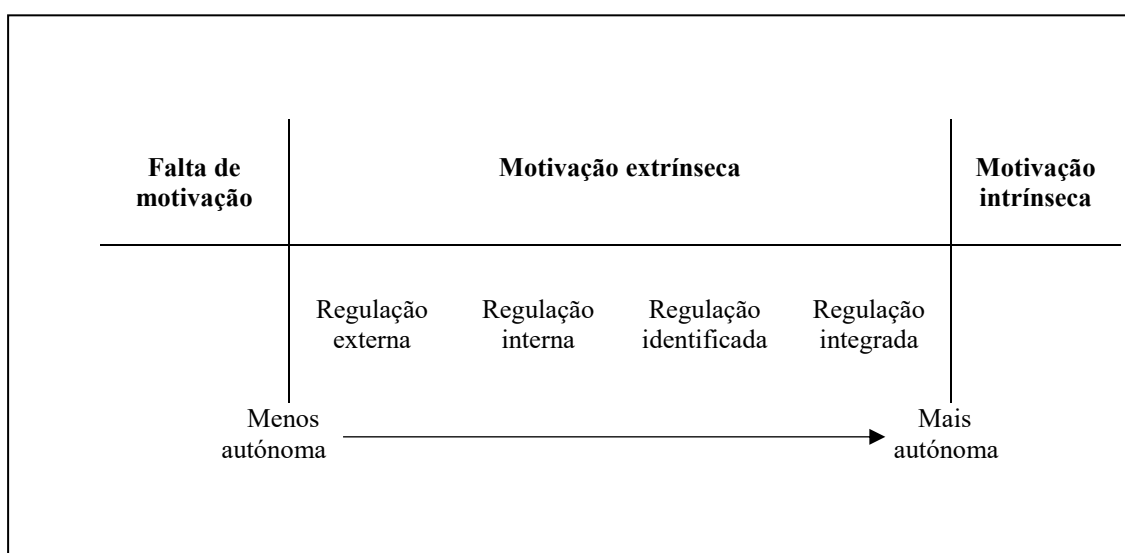 Falta de
motivação
Motivação extrínseca
Motivação
intrínseca
Regulação
externa
Regulação
interna
Regulação
identificada
Regulação
integrada
Menos
autónoma
Mais
autónoma